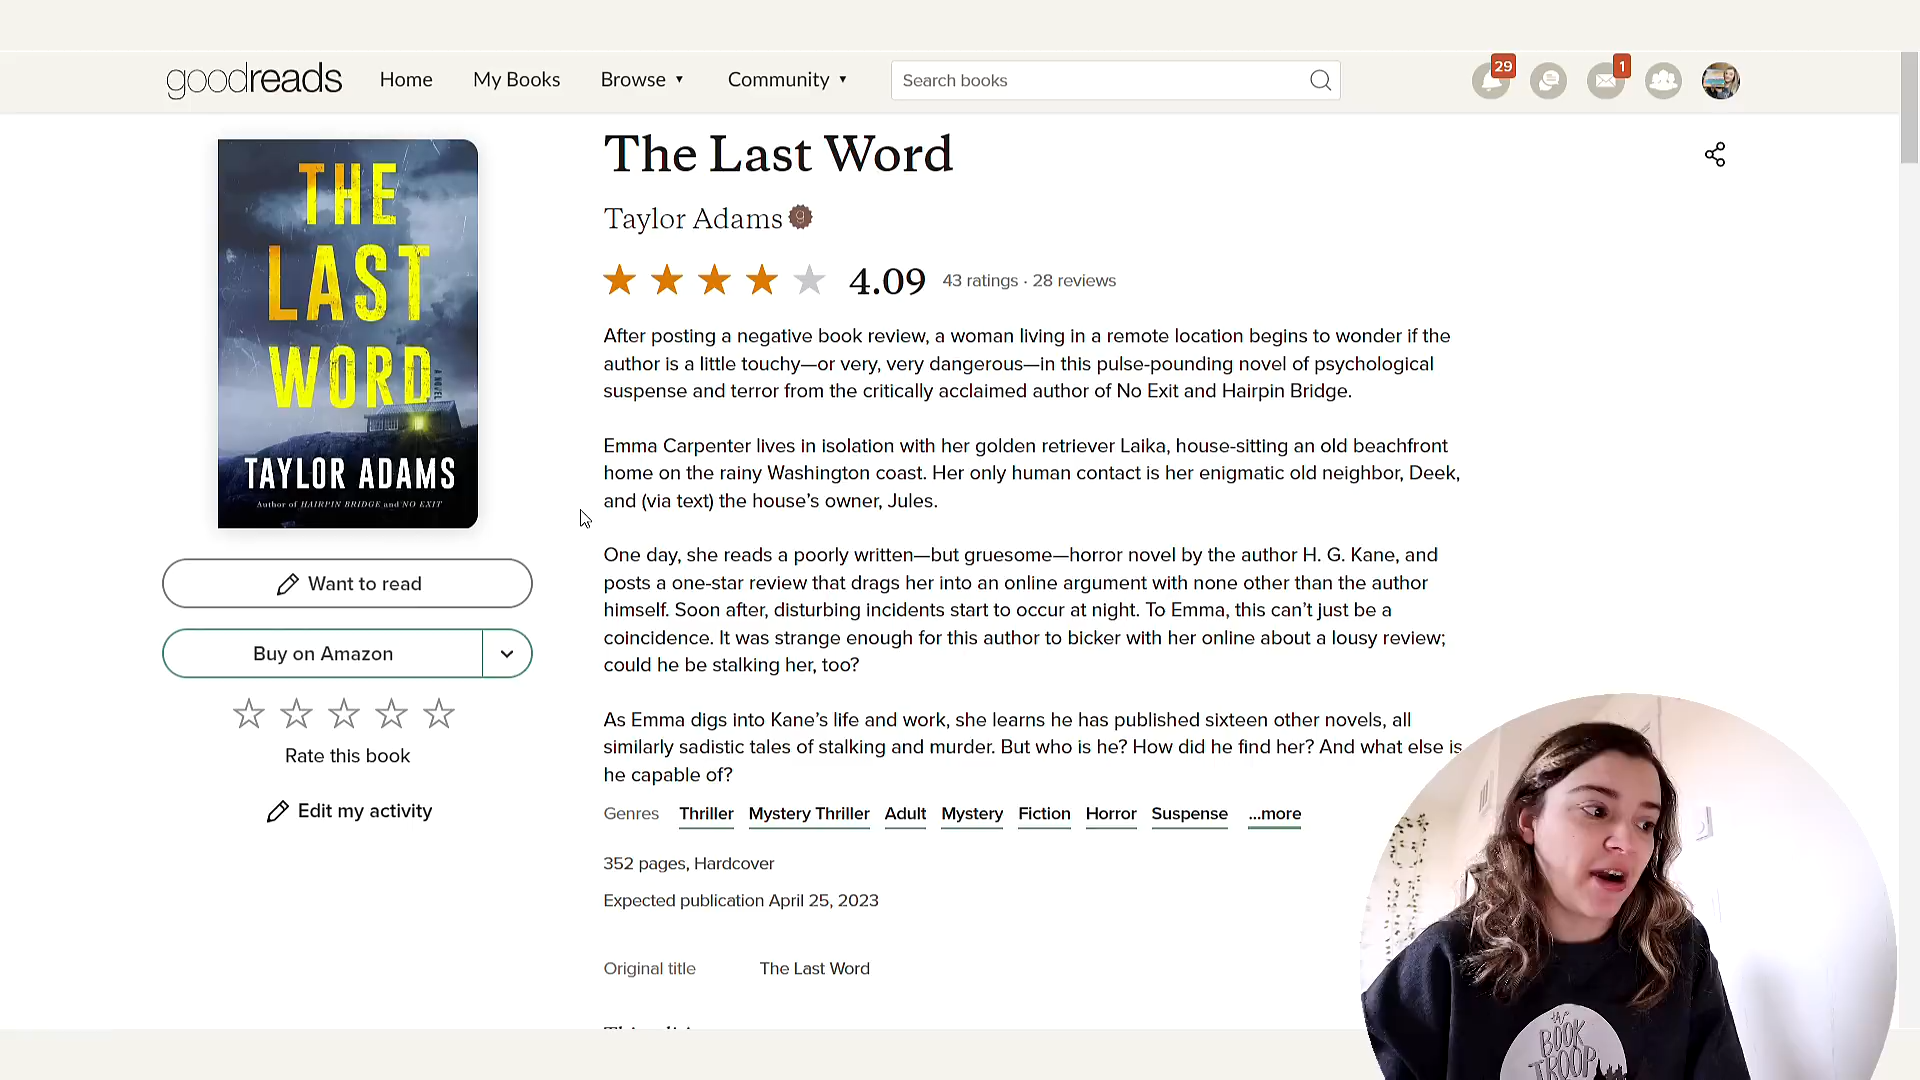 goodreads
Home
My Books
Browse ▼
Community ▼
Search books
29
1
THE
LAST
WORD
A NOVEL
TAYLOR ADAMS
Author of HAIRPIN BRIDGE and NO EXIT
Want to read
Buy on Amazon
Rate this book
Edit my activity
The Last Word
Taylor Adams
4.09 43 ratings · 28 reviews
After posting a negative book review, a woman living in a remote location begins to wonder if the
author is a little touchy—or very, very dangerous—in this pulse-pounding novel of psychological
suspense and terror from the critically acclaimed author of No Exit and Hairpin Bridge.
Emma Carpenter lives in isolation with her golden retriever Laika, house-sitting an old beachfront
home on the rainy Washington coast. Her only human contact is her enigmatic old neighbor, Deek,
and (via text) the house’s owner, Jules.
One day, she reads a poorly written—but gruesome—horror novel by the author H. G. Kane, and
posts a one-star review that drags her into an online argument with none other than the author
himself. Soon after, disturbing incidents start to occur at night. To Emma, this can’t just be a
coincidence. It was strange enough for this author to bicker with her online about a lousy review;
could he be stalking her, too?
As Emma digs into Kane’s life and work, she learns he has published sixteen other novels, all
similarly sadistic tales of stalking and murder. But who is he? How did he find her? And what else is
he capable of?
Genres Thriller Mystery Thriller Adult Mystery Fiction Horror Suspense ...more
352 pages, Hardcover
Expected publication April 25, 2023
Original title The Last Word
BOOK
TROOP